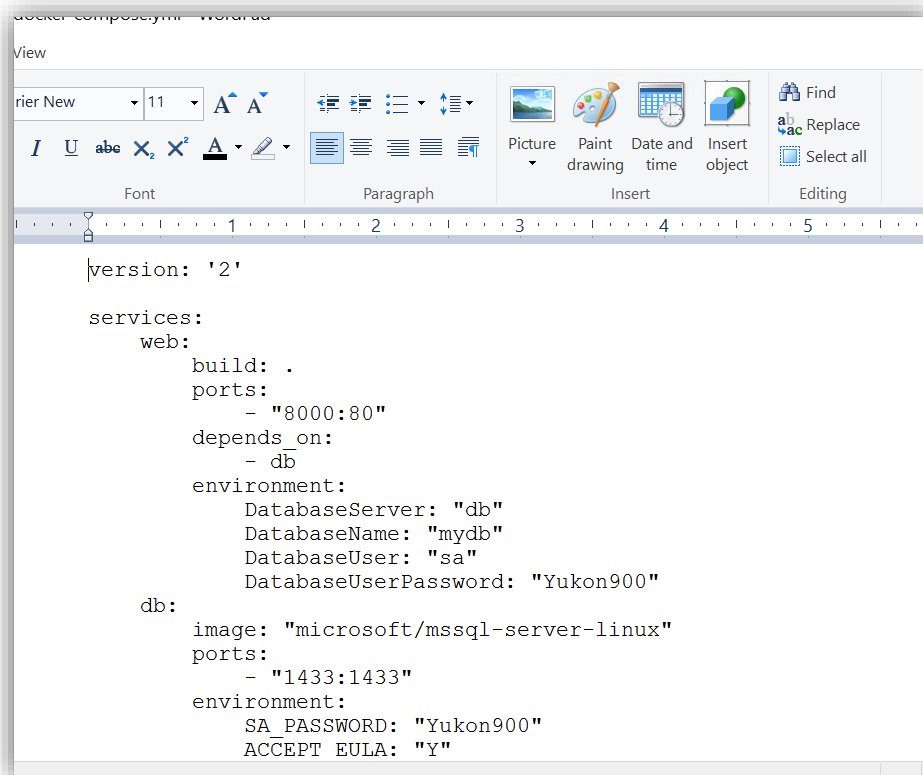 docker-compose.yml - WordPad
View
rier New
11
A A
I U abc X2 X2 A
Font
Paragraph
Picture
Paint drawing
Date and time
Insert object
Insert
Find
Replace
Select all
Editing
1 2 3 4 5
version: '2'
services:
web:
build: .
ports:
- "8000:80"
depends_on:
- db
environment:
DatabaseServer: "db"
DatabaseName: "mydb"
DatabaseUser: "sa"
DatabaseUserPassword: "Yukon900"
db:
image: "microsoft/mssql-server-linux"
ports:
- "1433:1433"
environment:
SA_PASSWORD: "Yukon900"
ACCEPT_EULA: "Y"